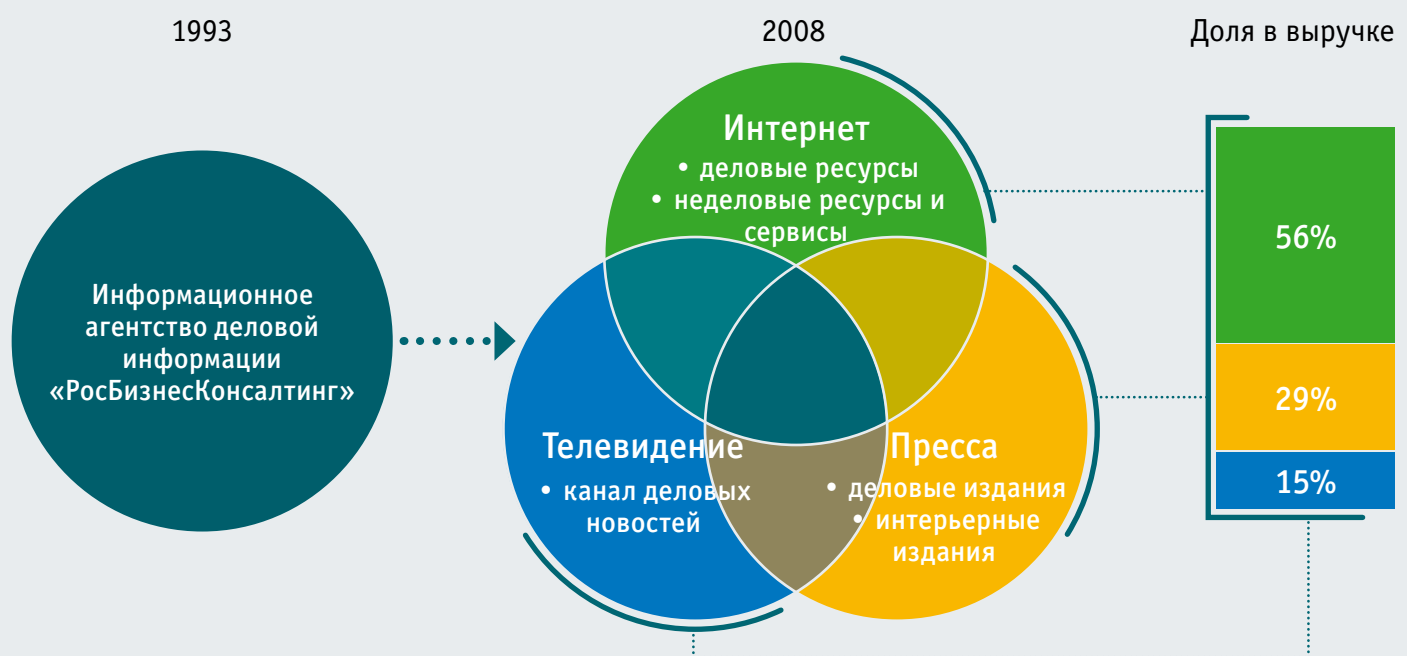 1993
2008
Доля в выручке
Информационное
агентство деловой
информации
«РосБизнесКонсалтинг»
Интернет
• деловые ресурсы
• неделовые ресурсы и
сервисы
Телевидение
• канал деловых
новостей
Пресса
• деловые издания
• интерьерные
издания
56%
29%
15%